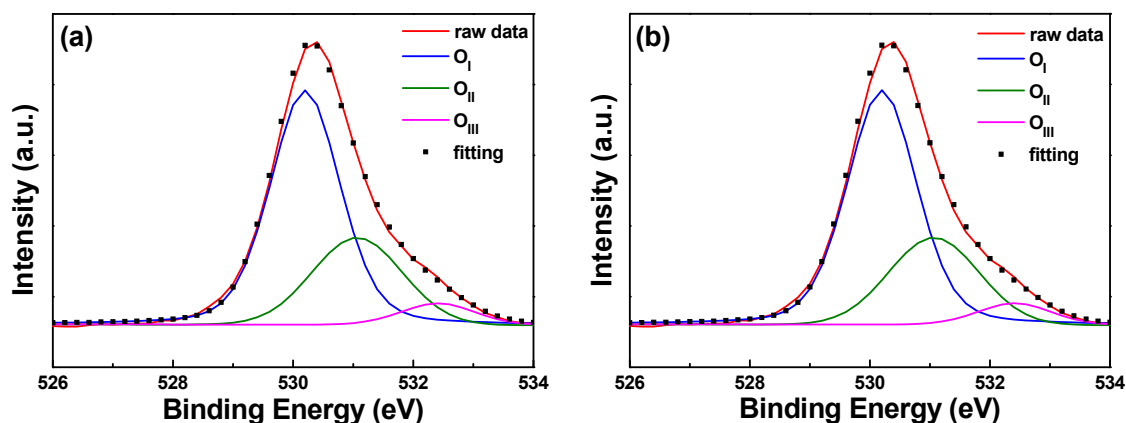 (a)
raw data
O_I
O_II
O_III
fitting
Intensity (a.u.)
526 528 530 532 534
Binding Energy (eV)
(b)
raw data
O_I
O_II
O_III
fitting
Intensity (a.u.)
526 528 530 532 534
Binding Energy (eV)